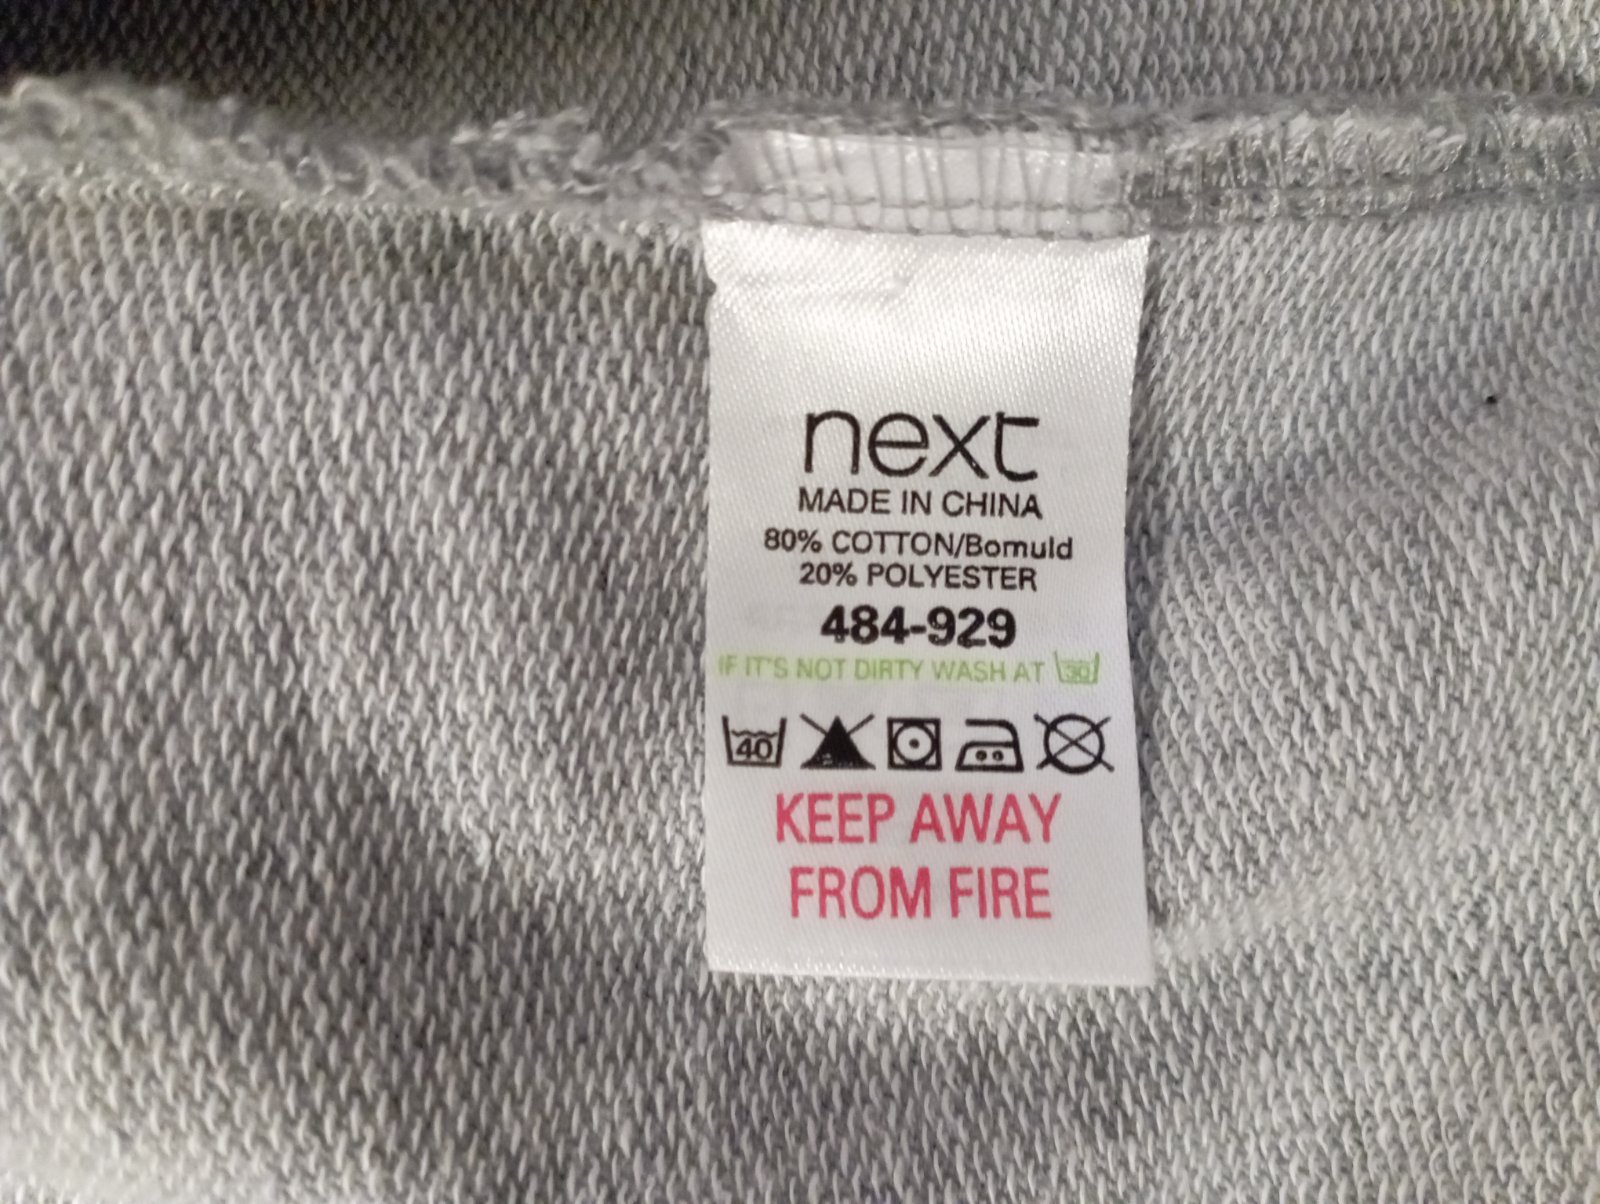 next
MADE IN CHINA
80% COTTON/Bomuld
20% POLYESTER
484-929
IF IT'S NOT DIRTY WASH AT 30
40
KEEP AWAY
FROM FIRE